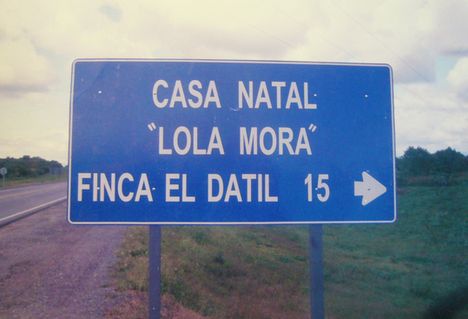 CASA NATAL
"LOLA MORA"
FINCA EL DATIL 15